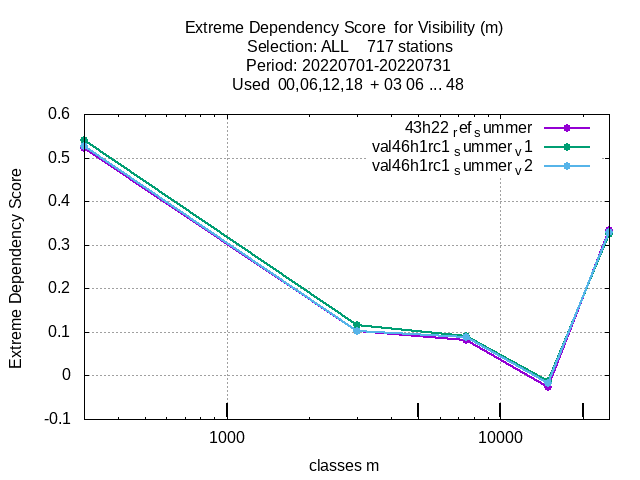 Extreme Dependency Score  for Visibility (m)
Selection: ALL    717 stations
Period: 20220701-20220731
Used  00,06,12,18  + 03 06 ... 48
43h22 ref summer
val46h1rc1 summer v1
val46h1rc1 summer v2
Extreme Dependency Score
0.6
0.5
0.4
0.3
0.2
0.1
0
-0.1
1000 10000
classes m